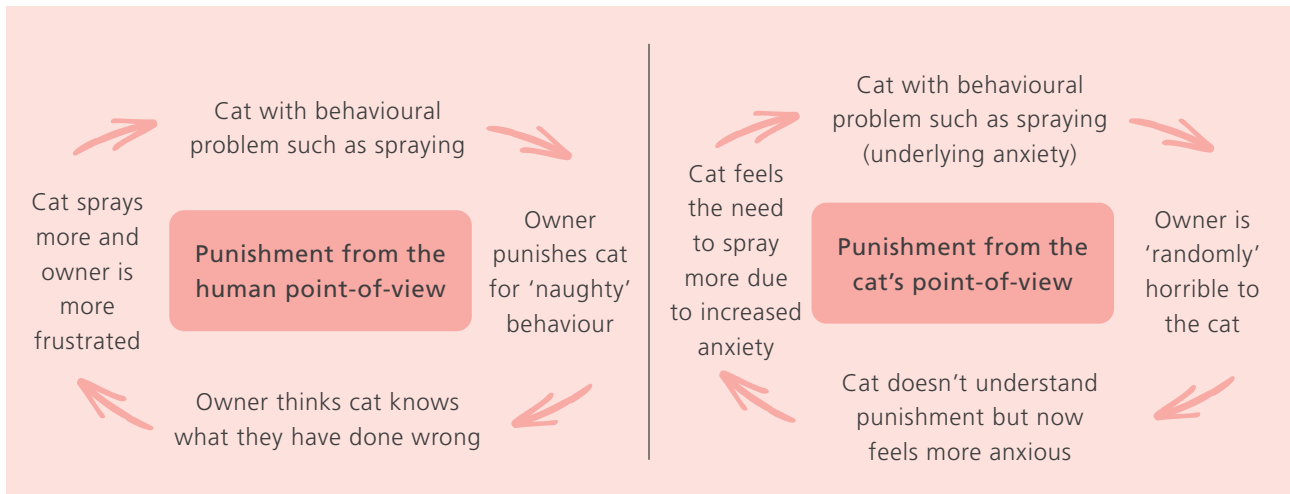 Cat with behavioural
problem such as spraying
Owner
punishes cat
for ‘naughty’
behaviour
Owner thinks cat knows
what they have done wrong
Cat sprays
more and
owner is
more
frustrated
Punishment from the
human point-of-view
Cat with behavioural
problem such as spraying
(underlying anxiety)
Owner is
‘randomly’
horrible to
the cat
Cat doesn’t understand
punishment but now
feels more anxious
Cat feels
the need
to spray
more due
to increased
anxiety
Punishment from the
cat’s point-of-view